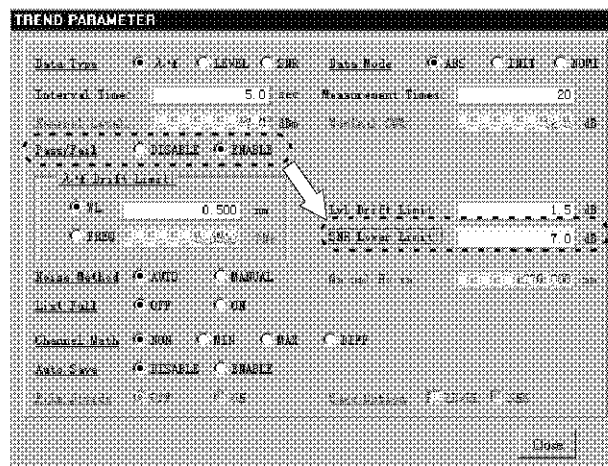 TREND PARAMETER
Data Type λ/f LEVEL SNR Data Mode ABS INIT NOMI
Interval Time 5.0 sec Measurement Times 20
dBm dB
Pass/Fail DISABLE ENABLE
λ/f Drift Limit
WL 0.500 nm Lvl Drift Limit 1.5 dB
FREQ SNR Lower Limit 7.0 dB
Noise Method AUTO MANUAL
List Full OFF ON
Channel Math NON MIN MAX DIFF
Auto Save DISABLE ENABLE
Close